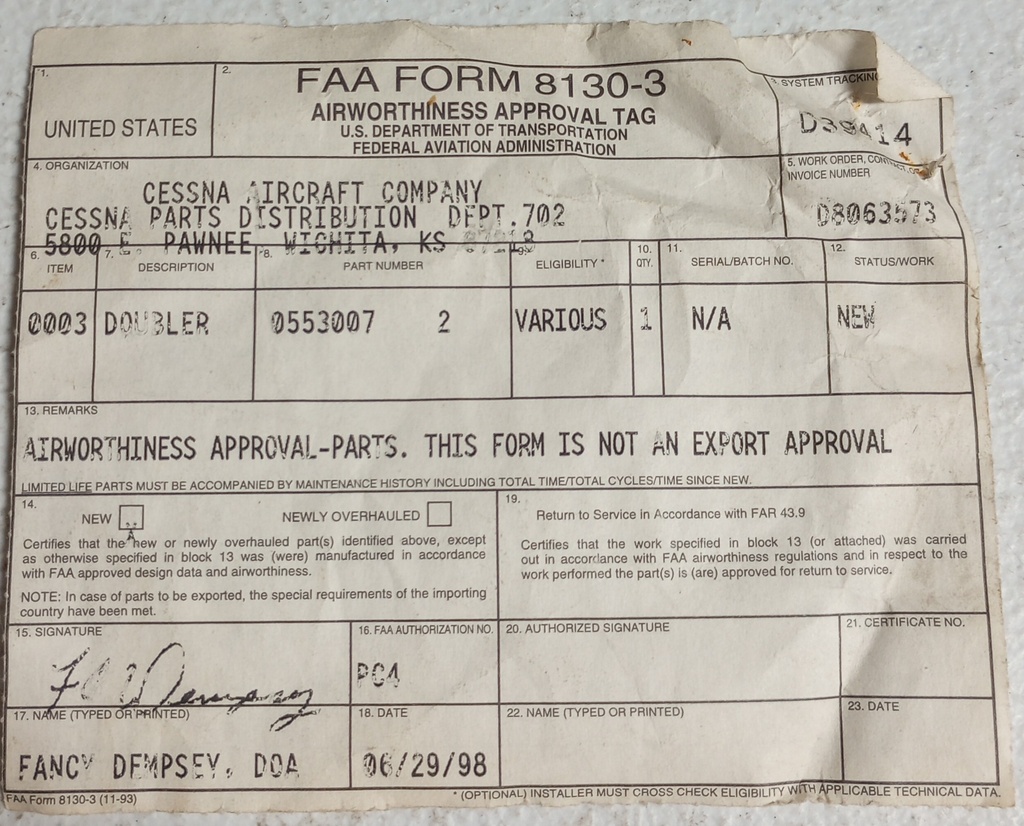 1.
UNITED STATES
2.
FAA FORM 8130-3
AIRWORTHINESS APPROVAL TAG
U.S. DEPARTMENT OF TRANSPORTATION
FEDERAL AVIATION ADMINISTRATION
SYSTEM TRACKING
D39414
4. ORGANIZATION
CESSNA AIRCRAFT COMPANY
CESSNA PARTS DISTRIBUTION DEPT.702
5800 E. PAWNEE WICHITA, KS
5. WORK ORDER,
INVOICE NUMBER
D8063573
6. ITEM
7. DESCRIPTION
8. PART NUMBER
ELIGIBILITY *
10. QTY.
11. SERIAL/BATCH NO.
12. STATUS/WORK
0003 DOUBLER 0553007 2 VARIOUS 1 N/A NEW
13. REMARKS
AIRWORTHINESS APPROVAL-PARTS. THIS FORM IS NOT AN EXPORT APPROVAL
LIMITED LIFE PARTS MUST BE ACCOMPANIED BY MAINTENANCE HISTORY INCLUDING TOTAL TIME/TOTAL CYCLES/TIME SINCE NEW.
14.
NEW NEWLY OVERHAULED
Certifies that the new or newly overhauled part(s) identified above, except
as otherwise specified in block 13 was (were) manufactured in accordance
with FAA approved design data and airworthiness.
NOTE: In case of parts to be exported, the special requirements of the importing
country have been met.
19.
Return to Service in Accordance with FAR 43.9
Certifies that the work specified in block 13 (or attached) was carried
out in accordance with FAA airworthiness regulations and in respect to the
work performed the part(s) is (are) approved for return to service.
15. SIGNATURE
Dempsey
16. FAA AUTHORIZATION NO.
PC4
20. AUTHORIZED SIGNATURE
21. CERTIFICATE NO.
17. NAME (TYPED OR PRINTED)
FANCY DEMPSEY, DOA
18. DATE
06/29/98
22. NAME (TYPED OR PRINTED)
23. DATE
FAA Form 8130-3 (11-93)
* (OPTIONAL) INSTALLER MUST CROSS CHECK ELIGIBILITY WITH APPLICABLE TECHNICAL DATA.